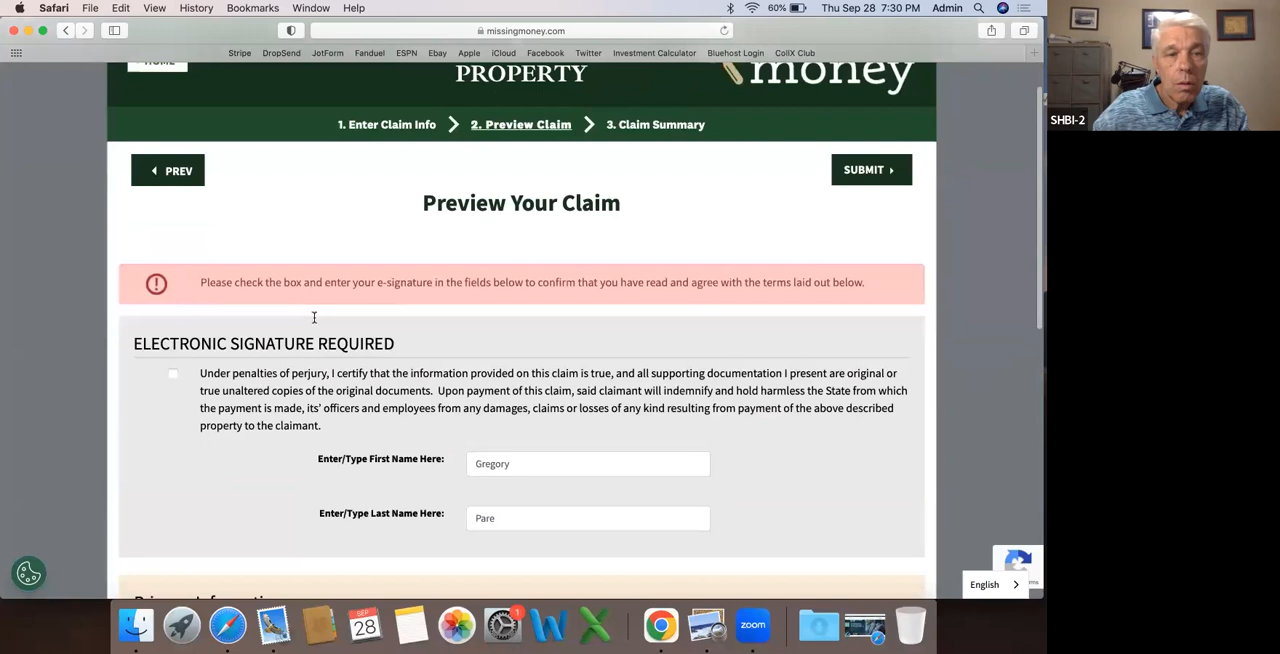 Safari File Edit View History Bookmarks Window Help 60% Thu Sep 28 7:30 PM Admin
missingmoney.com
Stripe DropSend JotForm Fanduel ESPN Ebay Apple iCloud Facebook Twitter Investment Calculator Bluehost Login CollX Club
HOME
PROPERTY
money
1. Enter Claim Info 2. Preview Claim 3. Claim Summary
PREV
SUBMIT
Preview Your Claim
Please check the box and enter your e-signature in the fields below to confirm that you have read and agree with the terms laid out below.
ELECTRONIC SIGNATURE REQUIRED
Under penalties of perjury, I certify that the information provided on this claim is true, and all supporting documentation I present are original or
true unaltered copies of the original documents. Upon payment of this claim, said claimant will indemnify and hold harmless the State from which
the payment is made, its' officers and employees from any damages, claims or losses of any kind resulting from payment of the above described
property to the claimant.
Enter/Type First Name Here: Gregory
Enter/Type Last Name Here: Pare
English
SEP
28
1
zoom
SHBI-2